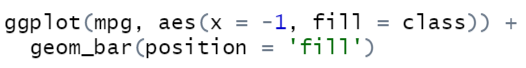 ggplot(mpg, aes(x = -1, fill = class)) +
  geom_bar(position = 'fill')